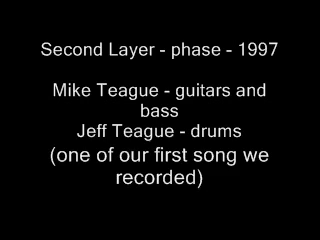 Second Layer - phase - 1997
Mike Teague - guitars and
bass
Jeff Teague - drums
(one of our first song we
recorded)